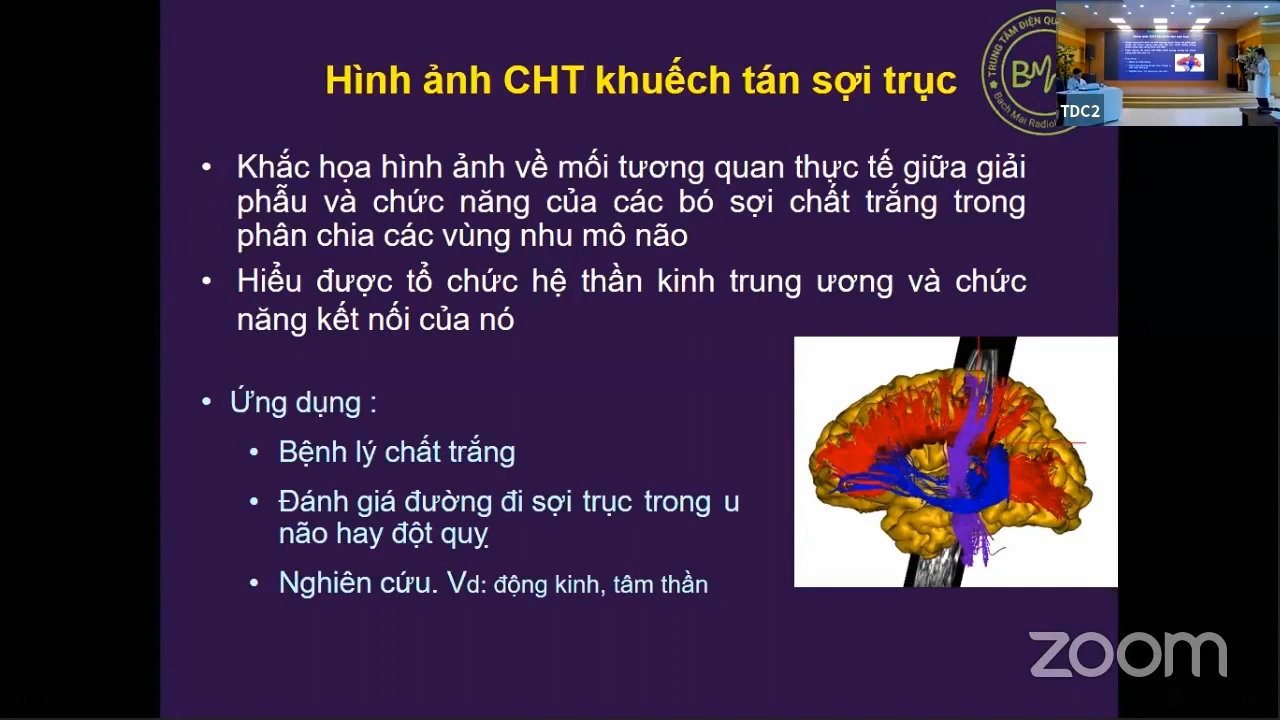 Hình ảnh CHT khuếch tán sợi trục
TRUNG TÂM ĐIỆN
Bach Mai
TDC2
• Khắc họa hình ảnh về mối tương quan thực tế giữa giải
phẫu và chức năng của các bó sợi chất trắng trong
phân chia các vùng nhu mô não
• Hiểu được tổ chức hệ thần kinh trung ương và chức
năng kết nối của nó
• Ứng dụng :
• Bệnh lý chất trắng
• Đánh giá đường đi sợi trục trong u
não hay đột quỵ
• Nghiên cứu. Vd: động kinh, tâm thần
zoom